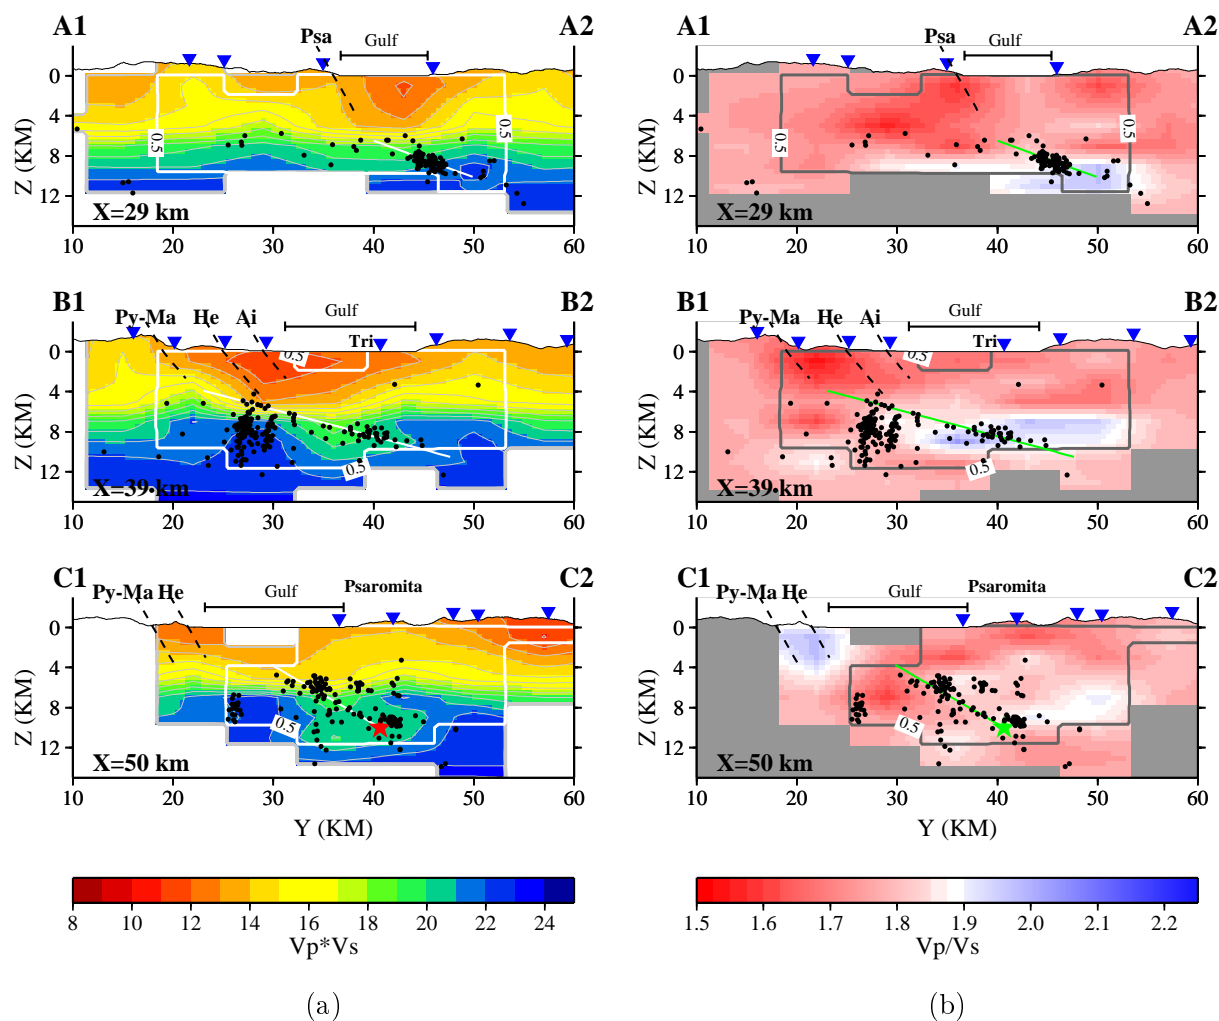 A1 A2 A1 A2
Psa Gulf Psa Gulf
0 0
4 4
8 8
12 12
Z (KM) Z (KM)
0.5 0.5 0.5 0.5
X=29 km X=29 km
10 20 30 40 50 60 10 20 30 40 50 60
B1 B2 B1 B2
Py-Ma He Ai Gulf Py-Ma He Ai Gulf
Tri Tri
0 0
4 4
8 8
12 12
Z (KM) Z (KM)
0.5 0.5 0.5 0.5
X=39 km X=39 km
10 20 30 40 50 60 10 20 30 40 50 60
C1 C2 C1 C2
Py-Ma He Gulf Psaromita Py-Ma He Gulf Psaromita
0 0
4 4
8 8
12 12
Z (KM) Z (KM)
0.5 0.5
X=50 km X=50 km
10 20 30 40 50 60 10 20 30 40 50 60
Y (KM) Y (KM)
8 10 12 14 16 18 20 22 24 1.5 1.6 1.7 1.8 1.9 2.0 2.1 2.2
Vp*Vs Vp/Vs
(a) (b)